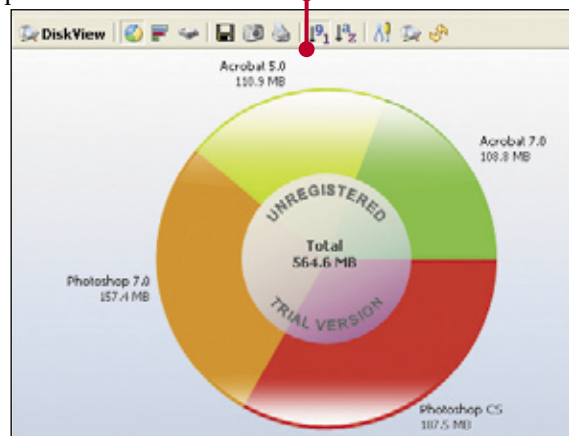 DiskView
Acrobat 5.0
110.9 MB
Acrobat 7.0
108.8 MB
UNREGISTERED
Total
564.6 MB
TRIAL VERSION
Photoshop 7.0
157.4 MB
Photoshop CS
187.5 MB